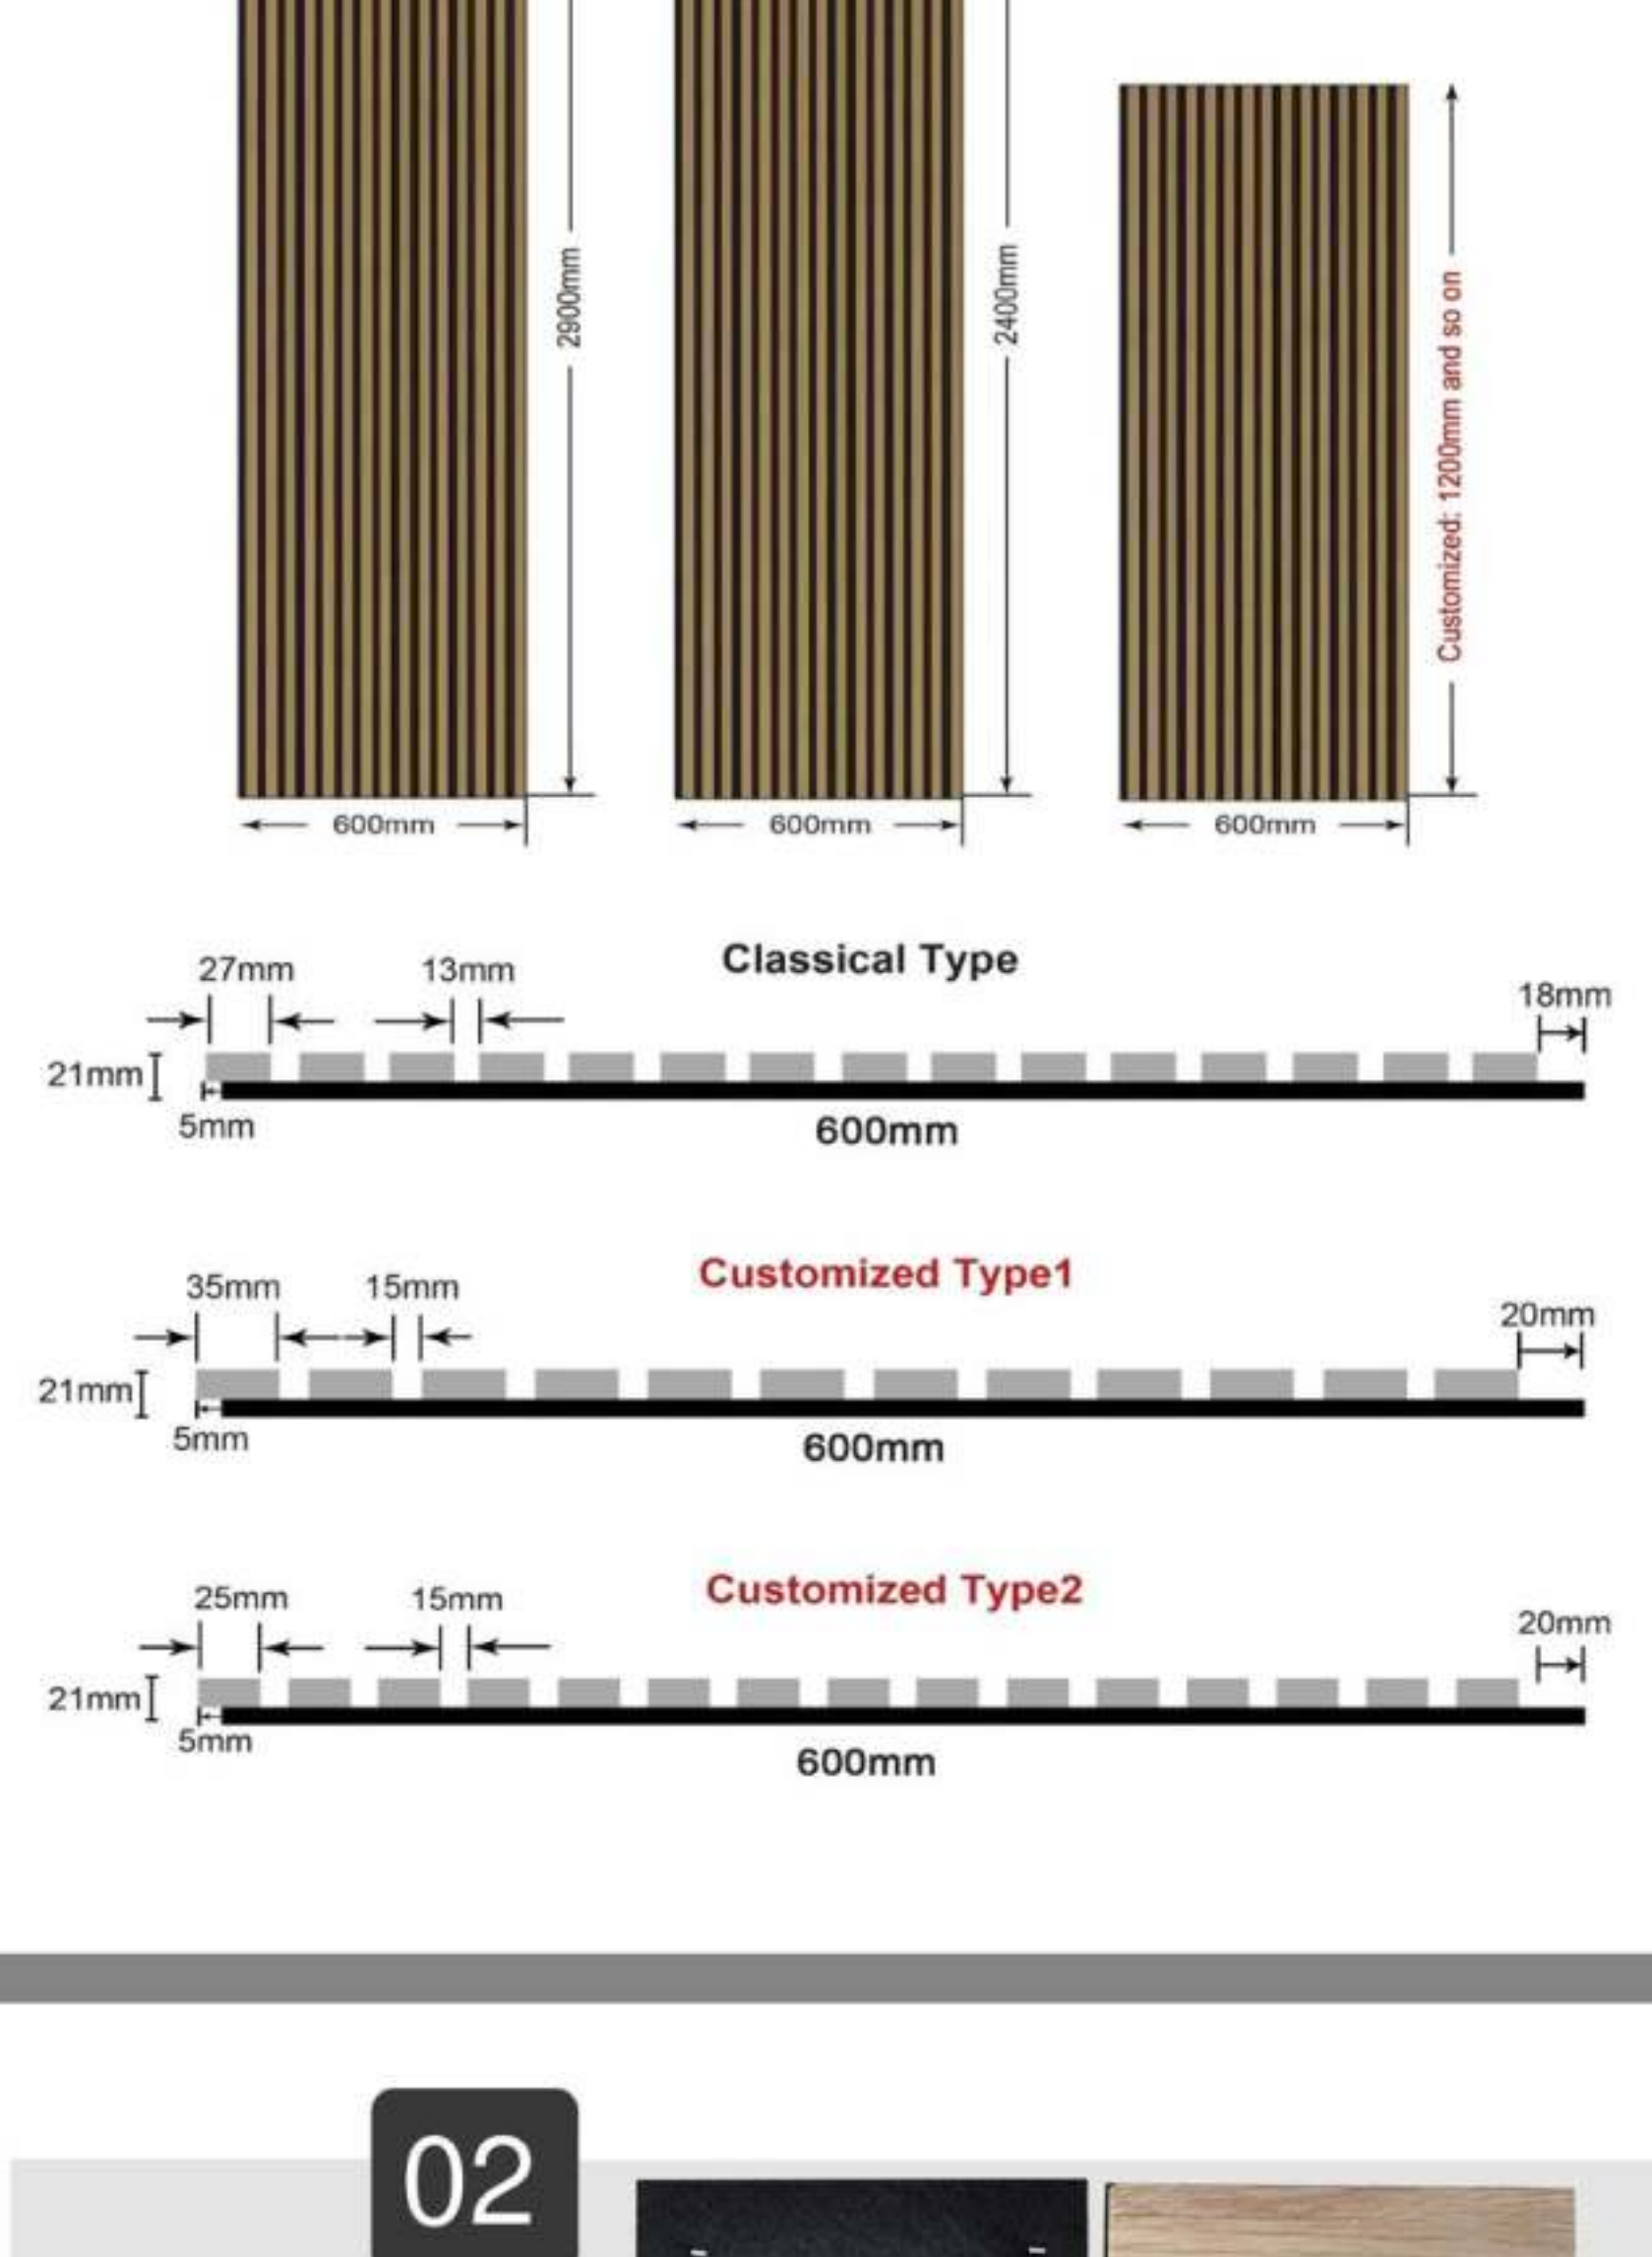 2900mm
2400mm
Customized: 1200mm and so on
600mm
600mm
600mm
Classical Type
27mm
13mm
18mm
21mm
5mm
600mm
Customized Type1
35mm
15mm
20mm
21mm
5mm
600mm
Customized Type2
25mm
15mm
20mm
21mm
5mm
600mm
02